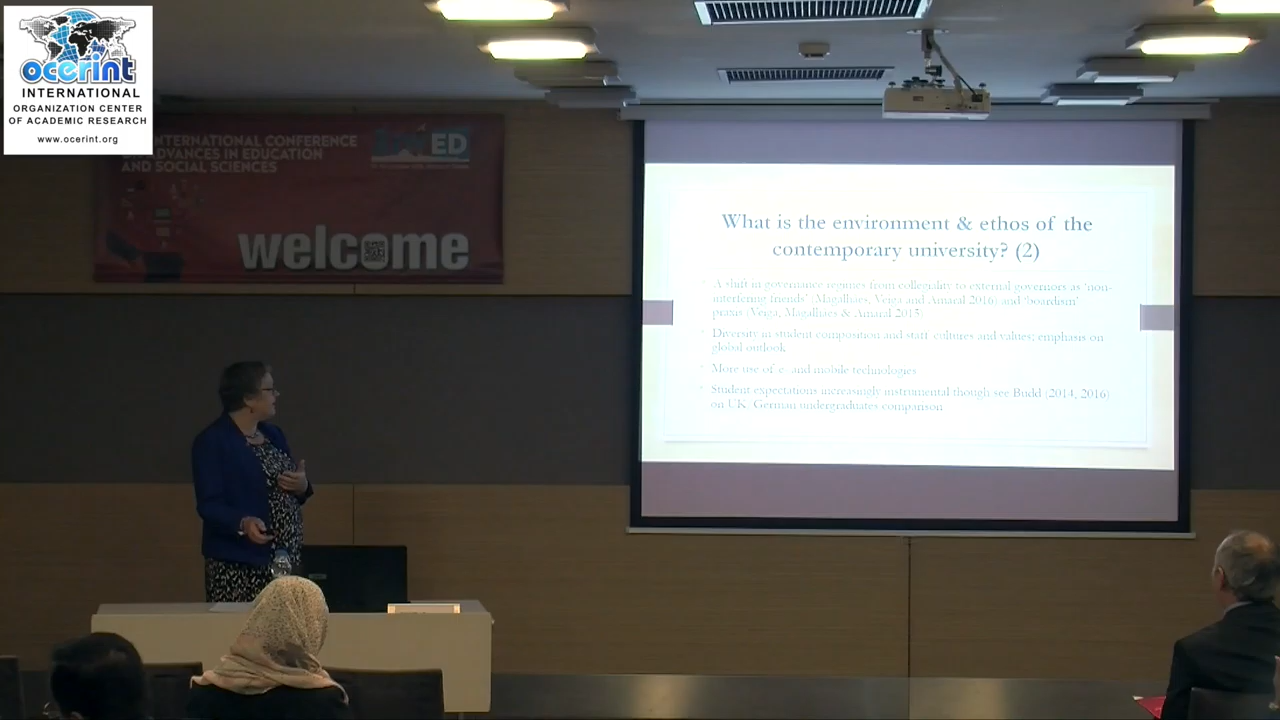 ocerint
INTERNATIONAL
ORGANIZATION CENTER
OF ACADEMIC RESEARCH
www.ocerint.org
INTERNATIONAL CONFERENCE
ADVANCES IN EDUCATION
AND SOCIAL SCIENCES
ED
welcome
What is the environment & ethos of the
contemporary university? (2)
A shift in governance regimes from collegiality to external governors as 'non-
interfering friends' (Magalhaes, Veiga and Amaral 2016) and 'boardism'
praxis (Veiga, Magalhaes & Amaral 2015)
Diversity in student composition and staff cultures and values; emphasis on
global outlook
More use of e- and mobile technologies
Student expectations increasingly instrumental though see Budd (2014, 2016)
on UK-German undergraduates comparison